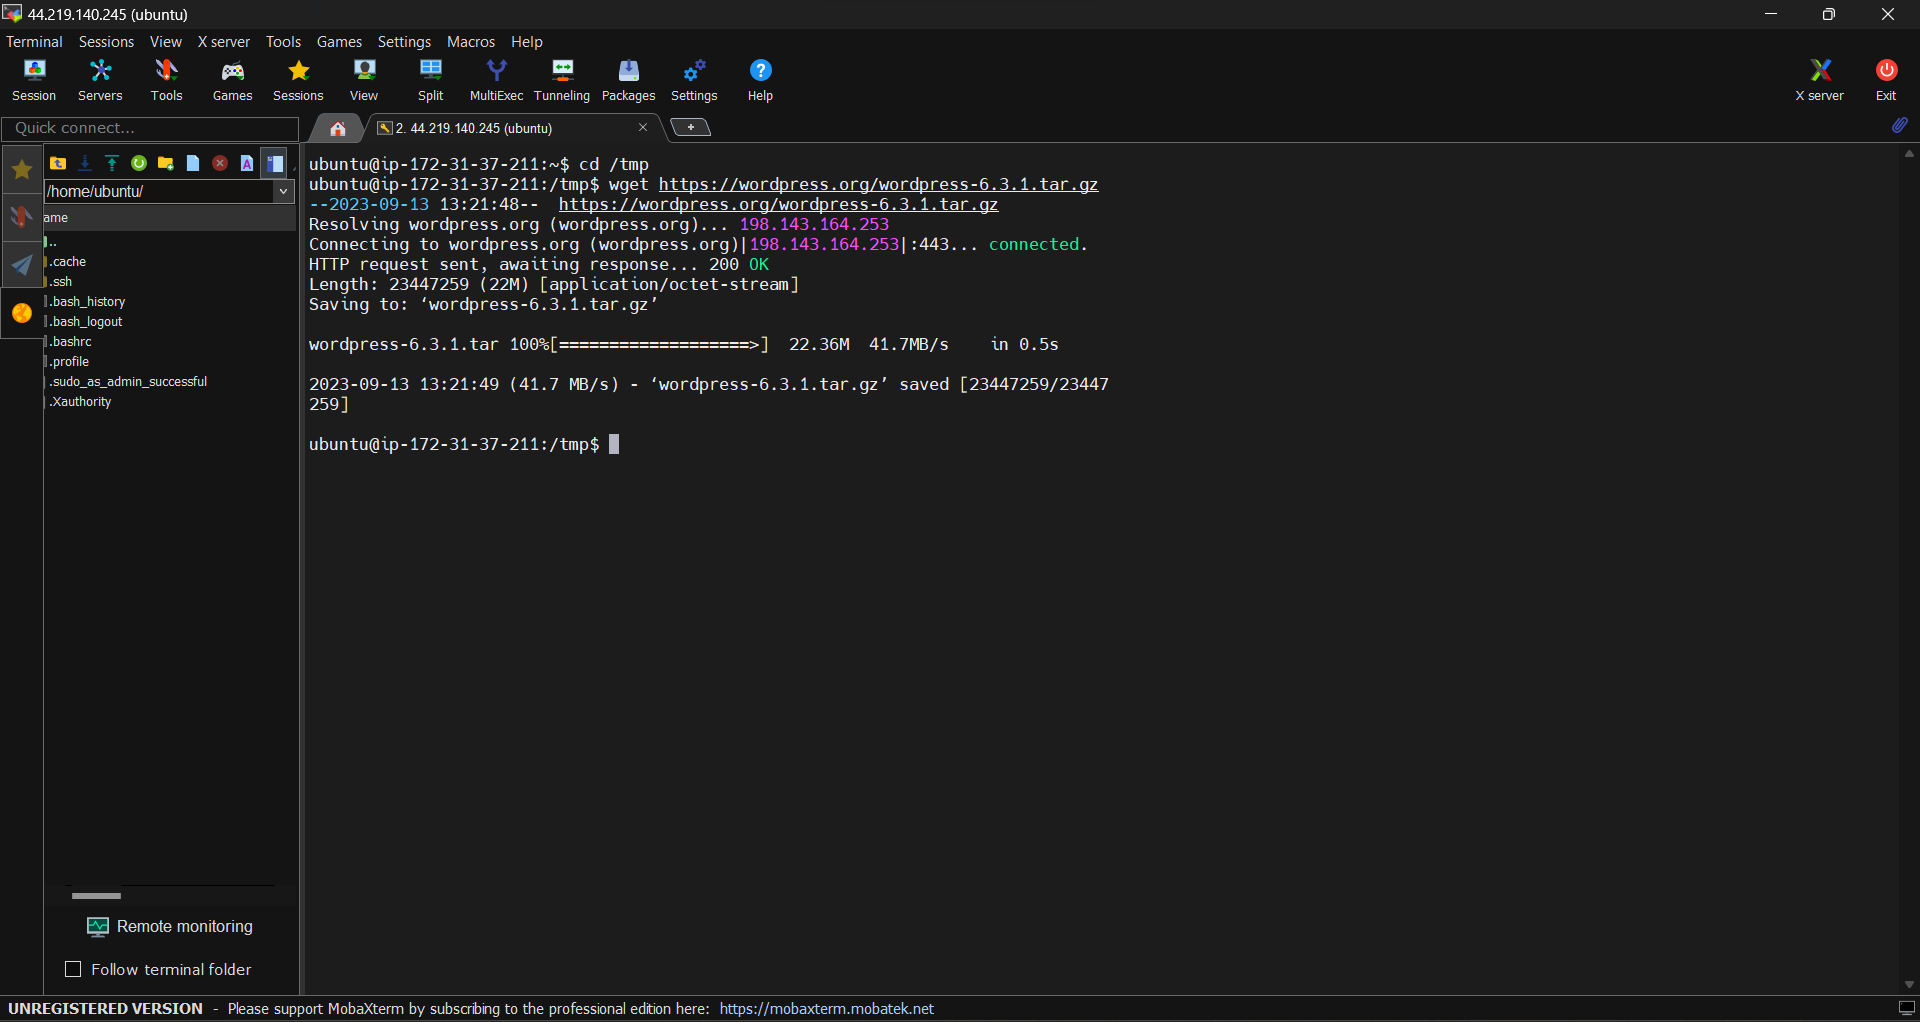 44.219.140.245 (ubuntu)
Terminal Sessions View X server Tools Games Settings Macros Help
Session Servers Tools Games Sessions View Split MultiExec Tunneling Packages Settings Help X server Exit
Quick connect...
2. 44.219.140.245 (ubuntu)
/home/ubuntu/
ame
..
.cache
.ssh
.bash_history
.bash_logout
.bashrc
.profile
.sudo_as_admin_successful
.Xauthority
Remote monitoring
Follow terminal folder
ubuntu@ip-172-31-37-211:~$ cd /tmp
ubuntu@ip-172-31-37-211:/tmp$ wget https://wordpress.org/wordpress-6.3.1.tar.gz
--2023-09-13 13:21:48--  https://wordpress.org/wordpress-6.3.1.tar.gz
Resolving wordpress.org (wordpress.org)... 198.143.164.253
Connecting to wordpress.org (wordpress.org)|198.143.164.253|:443... connected.
HTTP request sent, awaiting response... 200 OK
Length: 23447259 (22M) [application/octet-stream]
Saving to: ‘wordpress-6.3.1.tar.gz’
wordpress-6.3.1.tar 100%[===================>]  22.36M  41.7MB/s    in 0.5s
2023-09-13 13:21:49 (41.7 MB/s) - ‘wordpress-6.3.1.tar.gz’ saved [23447259/23447
259]
ubuntu@ip-172-31-37-211:/tmp$
UNREGISTERED VERSION - Please support MobaXterm by subscribing to the professional edition here: https://mobaxterm.mobatek.net